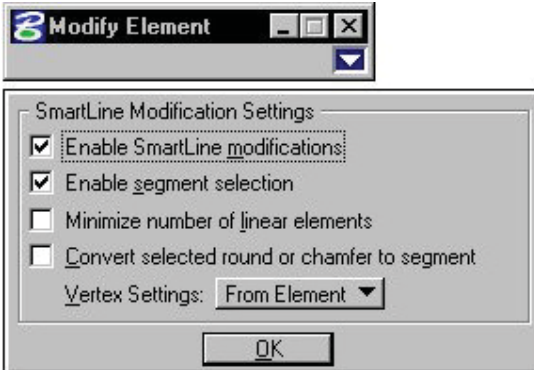 Modify Element
SmartLine Modification Settings
Enable SmartLine modifications
Enable segment selection
Minimize number of linear elements
Convert selected round or chamfer to segment
Vertex Settings: From Element
OK